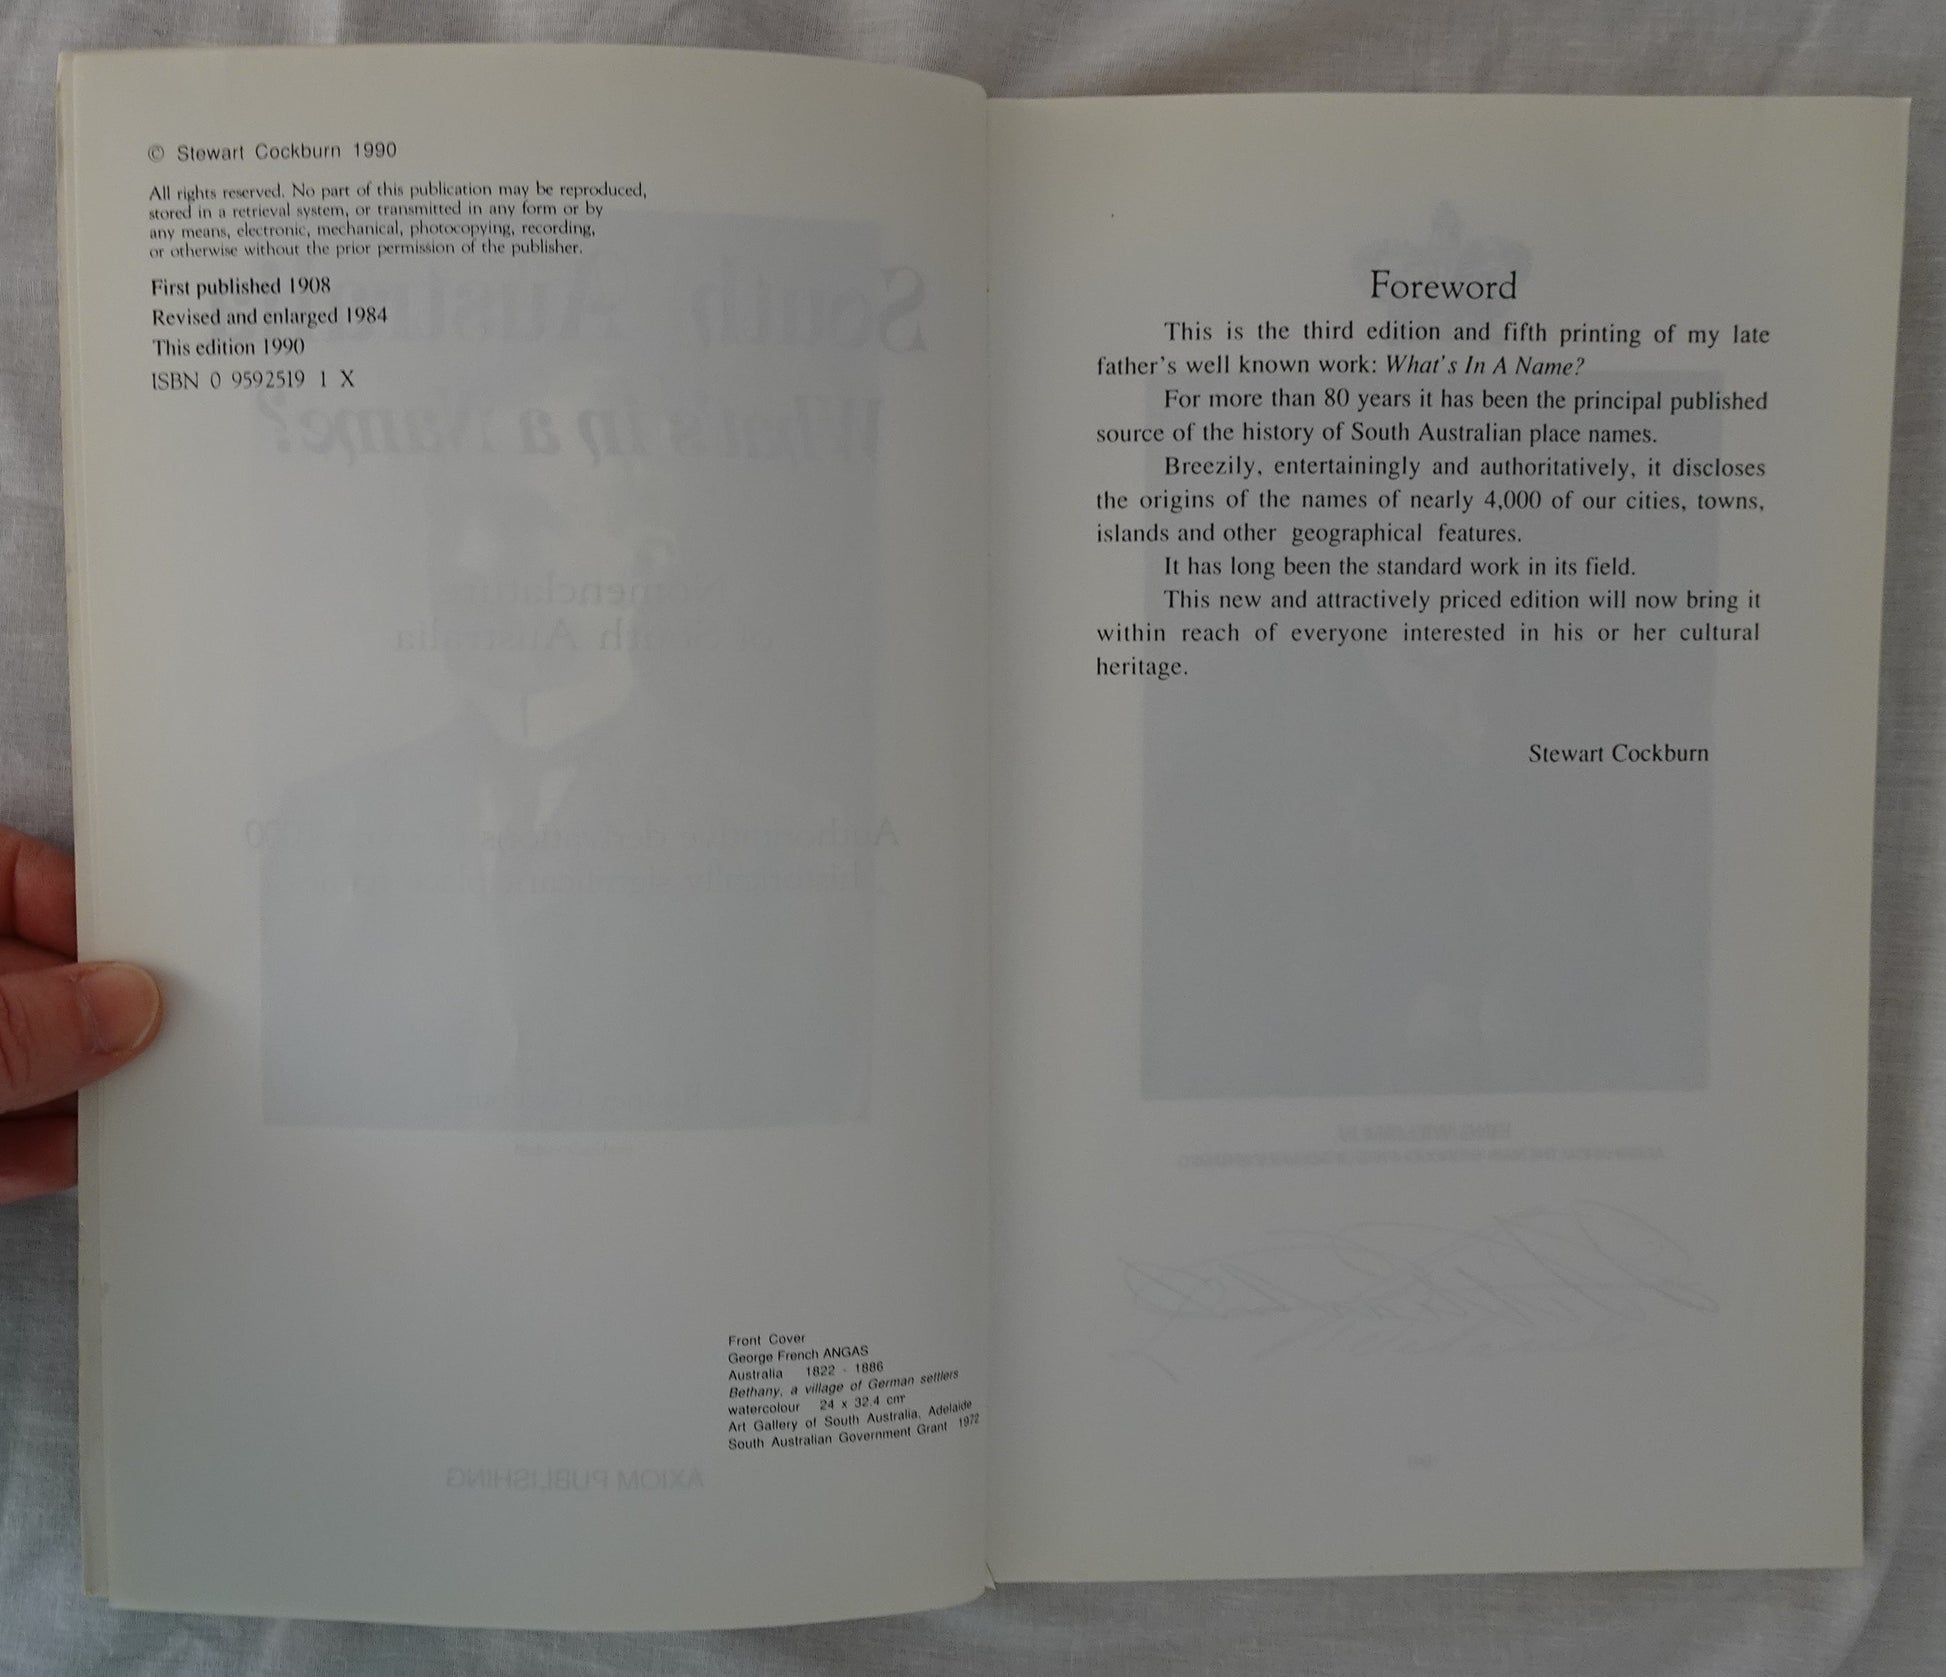 © Stewart Cockburn 1990
All rights reserved. No part of this publication may be reproduced,
stored in a retrieval system, or transmitted in any form or by
any means, electronic, mechanical, photocopying, recording,
or otherwise without the prior permission of the publisher.
First published 1908
Revised and enlarged 1984
This edition 1990
ISBN 0 9592519 1 X
Front Cover
George French ANGAS
Australia 1822 - 1886
Bethany, a village of German settlers
watercolour 24 x 32.4 cm
Art Gallery of South Australia, Adelaide
South Australian Government Grant 1972
AXIOM PUBLISHING
Foreword
This is the third edition and fifth printing of my late
father's well known work: What's In A Name?
For more than 80 years it has been the principal published
source of the history of South Australian place names.
Breezily, entertainingly and authoritatively, it discloses
the origins of the names of nearly 4,000 of our cities, towns,
islands and other geographical features.
It has long been the standard work in its field.
This new and attractively priced edition will now bring it
within reach of everyone interested in his or her cultural
heritage.
Stewart Cockburn